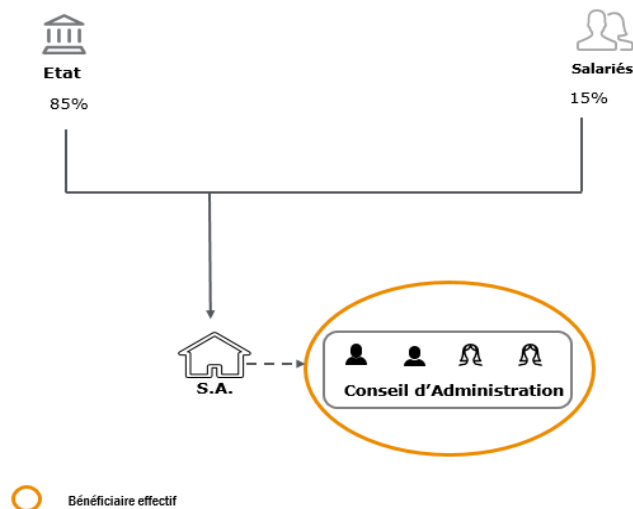 Etat
Salariés
85%
15%
S.A.
Conseil d'Administration
Bénéficiaire effectif